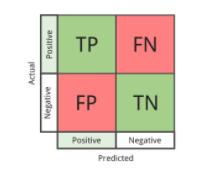 Actual
Positive
TP
FN
Negative
FP
TN
Positive
Negative
Predicted